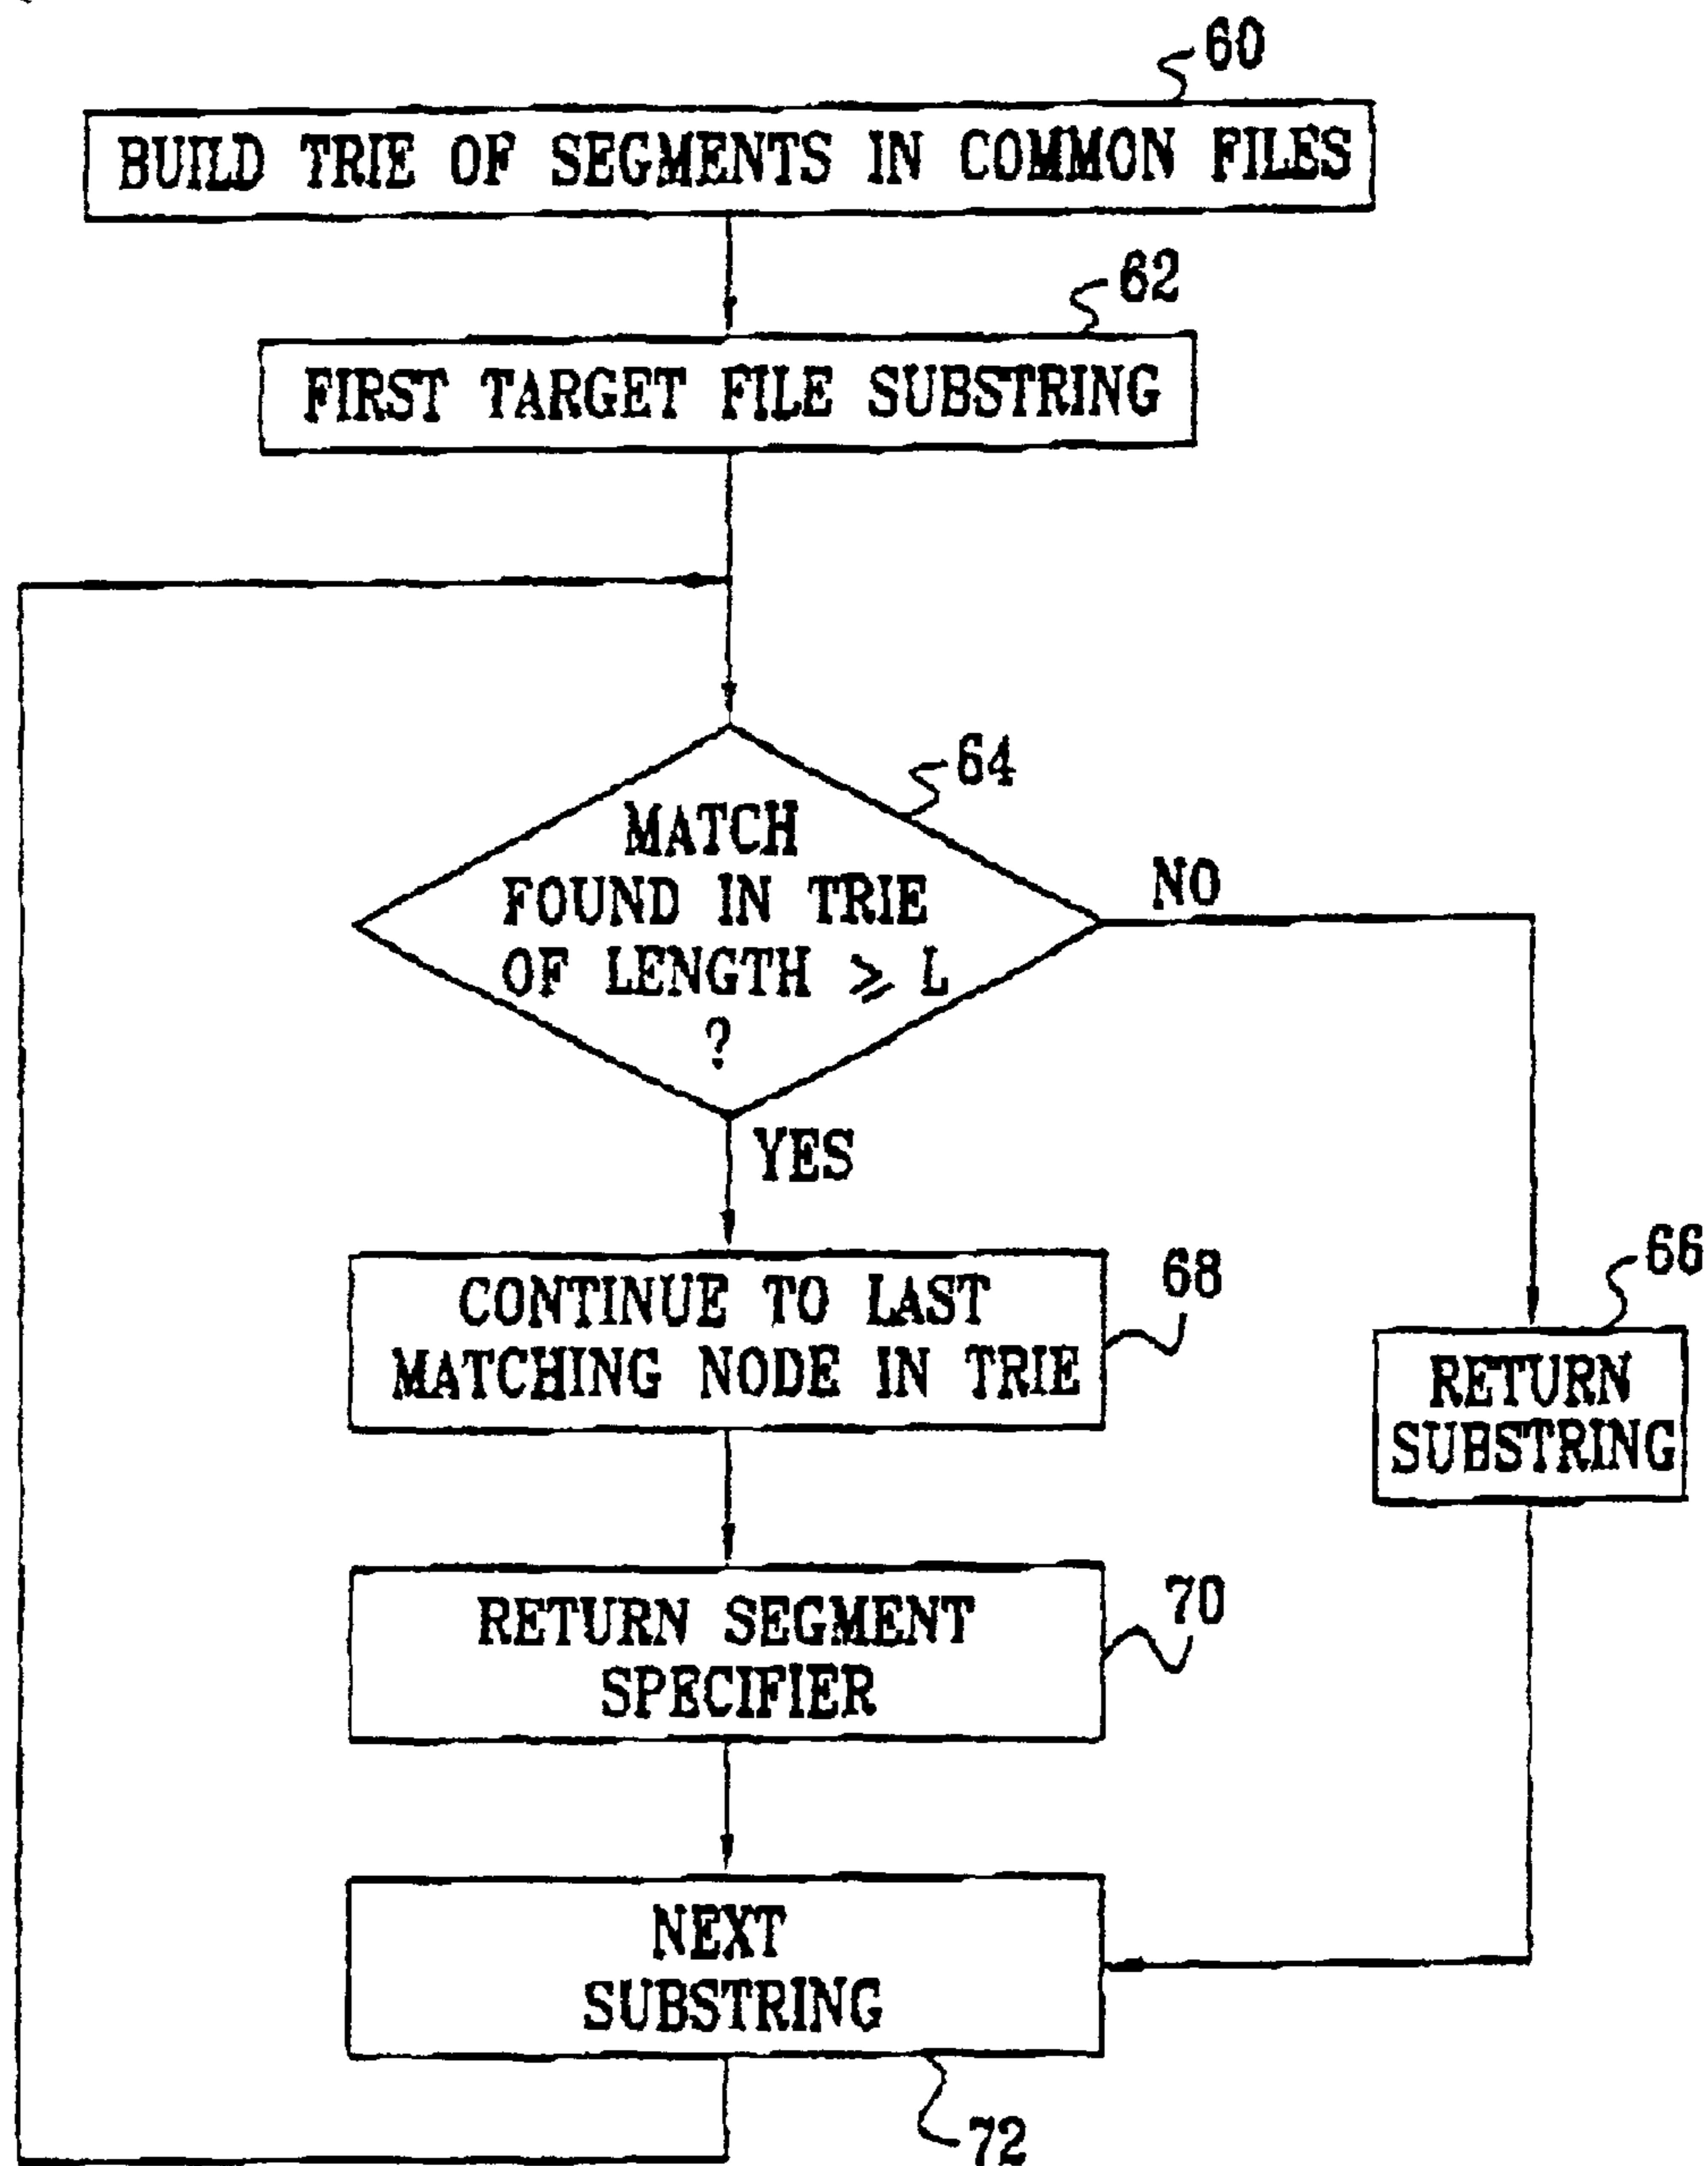 60
BUILD TRIE OF SEGMENTS IN COMMON FILES
62
FIRST TARGET FILE SUBSTRING
64
MATCH
FOUND IN TRIE
OF LENGTH ⩾ L
?
NO
YES
68
CONTINUE TO LAST
MATCHING NODE IN TRIE
66
RETURN
SUBSTRING
70
RETURN SEGMENT
SPECIFIER
NEXT
SUBSTRING
72